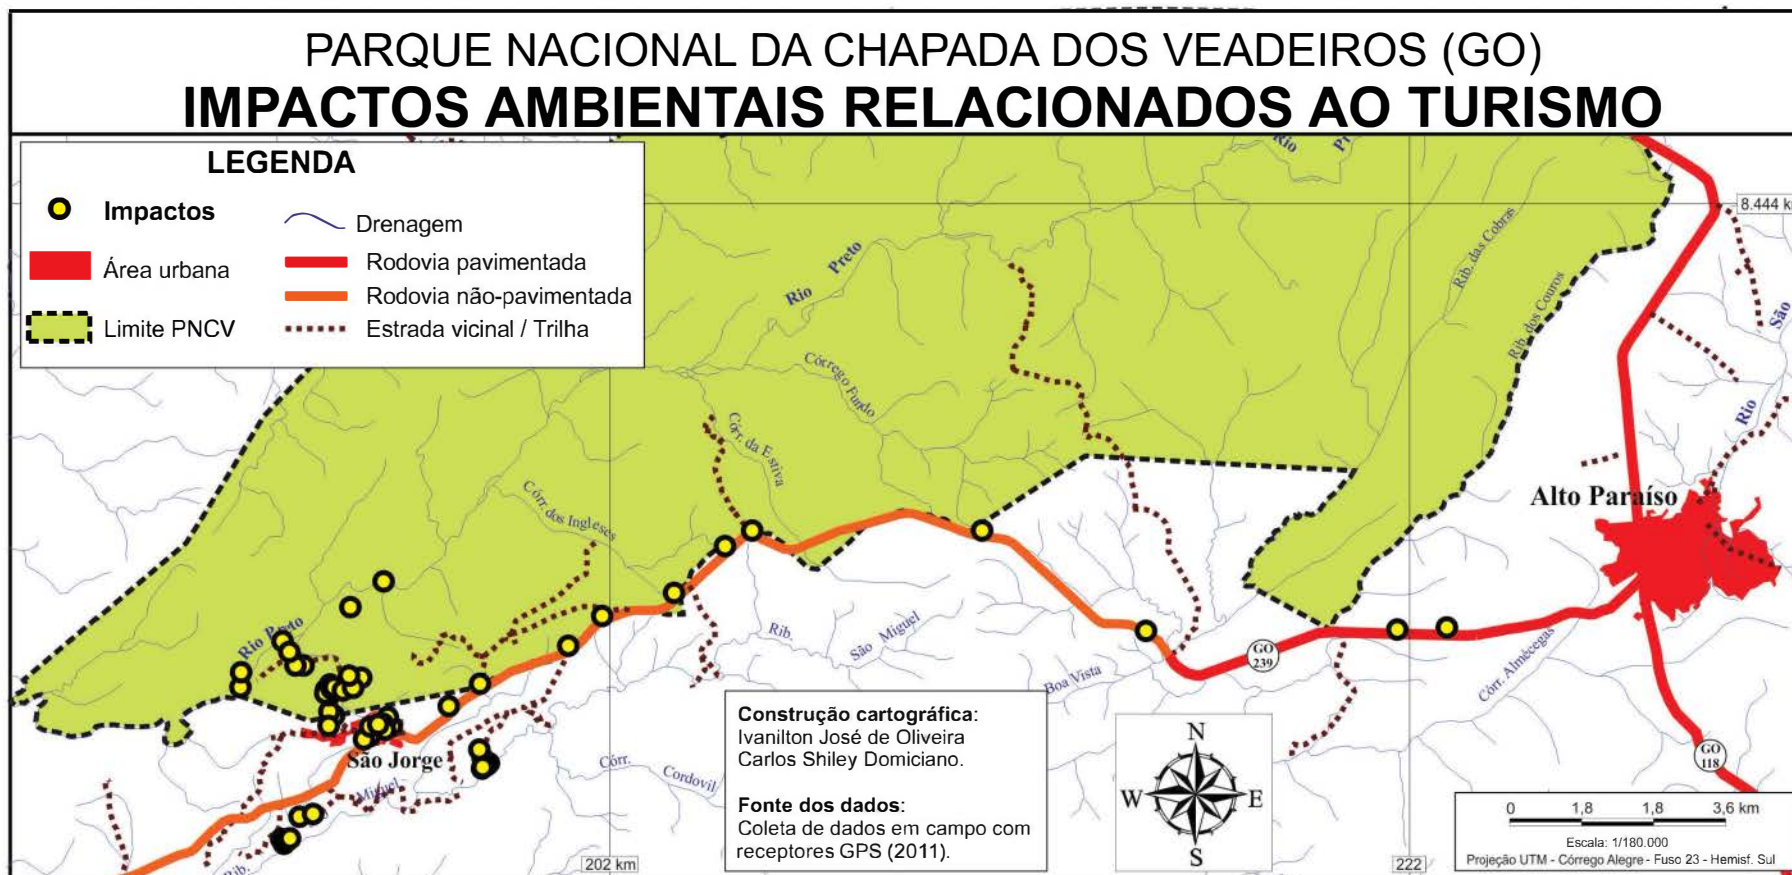 PARQUE NACIONAL DA CHAPADA DOS VEADEIROS (GO)
IMPACTOS AMBIENTAIS RELACIONADOS AO TURISMO
LEGENDA
Impactos
Área urbana
Limite PNCV
Drenagem
Rodovia pavimentada
Rodovia não-pavimentada
Estrada vicinal / Trilha
Rio
8.444 k
Rio Preto
Rib. das Cobras
Rib. dos Couros
São
Rio
Córrego Fundo
Córr. da Estiva
Córr. dos Ingleses
Alto Paraíso
Rio Preto
Rib.
São Miguel
Boa Vista
GO
239
Córr. Almécegas
GO
118
São Jorge
Miguel
Rib.
Córr.
Cordovil
Construção cartográfica:
Ivanilton José de Oliveira
Carlos Shiley Domiciano.
Fonte dos dados:
Coleta de dados em campo com
receptores GPS (2011).
N
W E
S
0 1,8 1,8 3,6 km
Escala: 1/180.000
Projeção UTM - Córrego Alegre - Fuso 23 - Hemisf. Sul
202 km
222